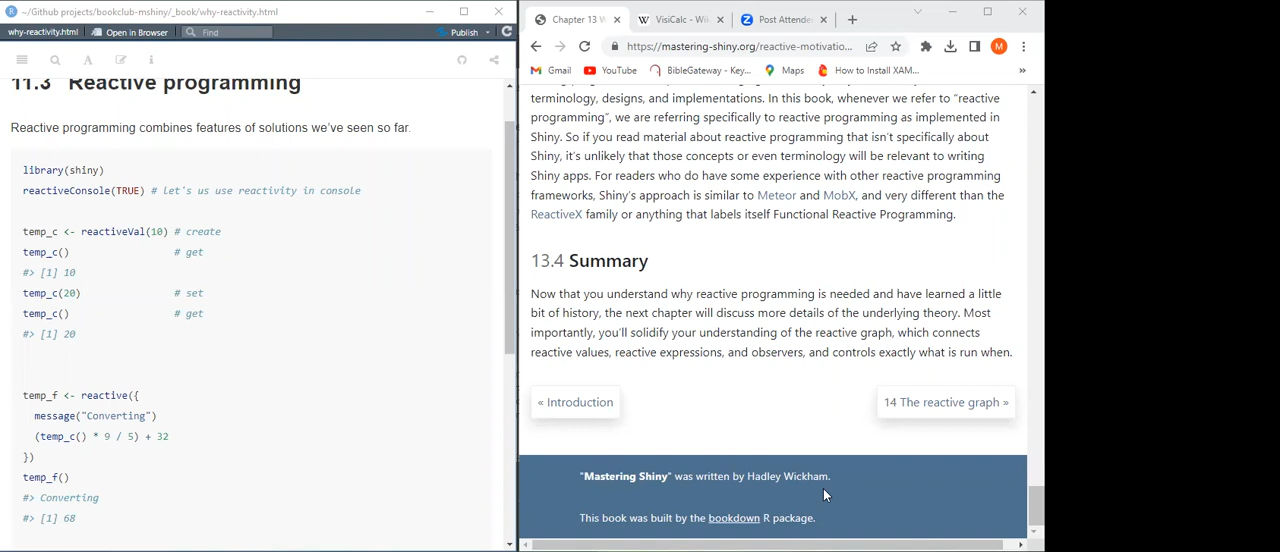 ~/Github projects/bookclub-mshiny/_book/why-reactivity.html
why-reactivity.html
Open in Browser
Find
Publish
11.3 Reactive programming
Reactive programming combines features of solutions we've seen so far.
library(shiny)
reactiveConsole(TRUE) # let's us use reactivity in console
temp_c <- reactiveVal(10) # create
temp_c() # get
#> [1] 10
temp_c(20) # set
temp_c() # get
#> [1] 20
temp_f <- reactive({
message("Converting")
(temp_c() * 9 / 5) + 32
})
temp_f()
#> Converting
#> [1] 68
Chapter 13 W
VisiCalc - Wi
Post Attende
https://mastering-shiny.org/reactive-motivatio...
M
Gmail
YouTube
BibleGateway - Key...
Maps
How to Install XAM...
»
terminology, designs, and implementations. In this book, whenever we refer to "reactive
programming", we are referring specifically to reactive programming as implemented in
Shiny. So if you read material about reactive programming that isn't specifically about
Shiny, it's unlikely that those concepts or even terminology will be relevant to writing
Shiny apps. For readers who do have some experience with other reactive programming
frameworks, Shiny's approach is similar to Meteor and MobX, and very different than the
ReactiveX family or anything that labels itself Functional Reactive Programming.
13.4 Summary
Now that you understand why reactive programming is needed and have learned a little
bit of history, the next chapter will discuss more details of the underlying theory. Most
importantly, you'll solidify your understanding of the reactive graph, which connects
reactive values, reactive expressions, and observers, and controls exactly what is run when.
« Introduction
14 The reactive graph »
"Mastering Shiny" was written by Hadley Wickham.
This book was built by the bookdown R package.